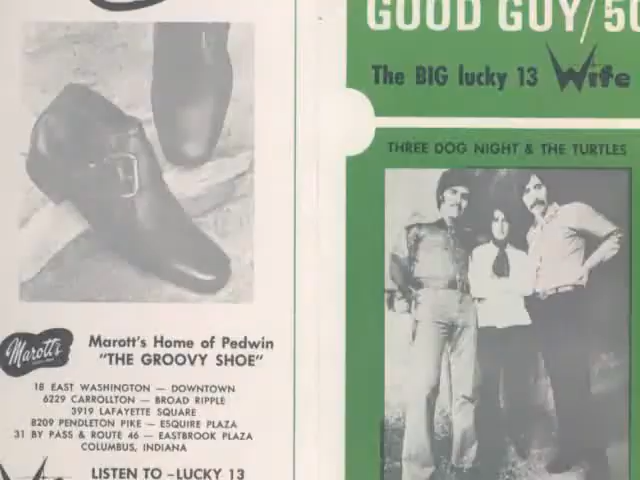 Marott's
Marott's Home of Pedwin
"THE GROOVY SHOE"
18 EAST WASHINGTON — DOWNTOWN
6229 CARROLLTON — BROAD RIPPLE
3919 LAFAYETTE SQUARE
8209 PENDLETON PIKE — ESQUIRE PLAZA
31 BY PASS & ROUTE 46 — EASTBROOK PLAZA
COLUMBUS, INDIANA
LISTEN TO –LUCKY 13
GOOD GUY/50
The BIG lucky 13 Wife
THREE DOG NIGHT & THE TURTLES